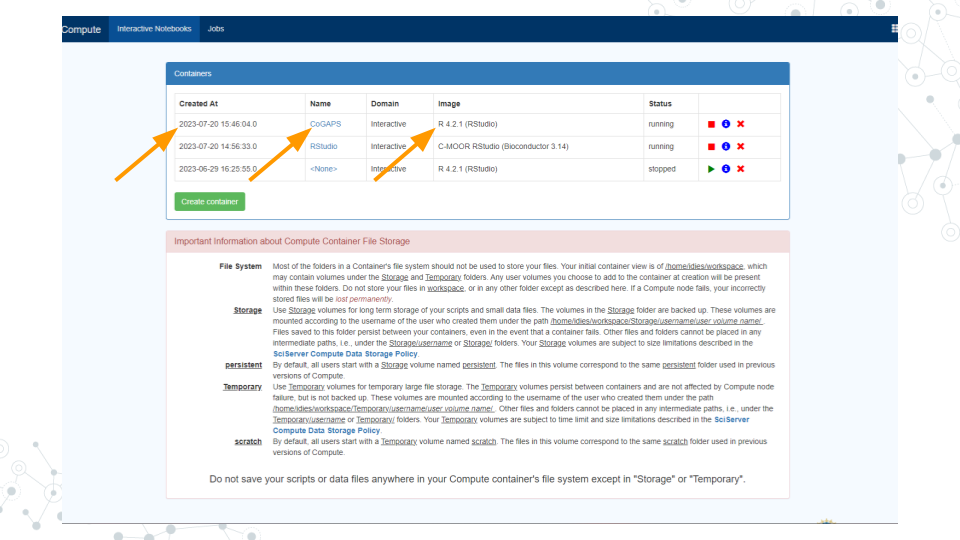 Compute Interactive Notebooks Jobs
Containers
Created At Name Domain Image Status
2023-07-20 15:46:04.0 CoGAPS Interactive R 4.2.1 (RStudio) running
2023-07-20 14:56:33.0 RStudio Interactive C-MOOR RStudio (Bioconductor 3.14) running
2023-06-29 16:25:55.0 <None> Interactive R 4.2.1 (RStudio) stopped
Create container
Important Information about Compute Container File Storage
File System Most of the folders in a Container's file system should not be used to store your files. Your initial container view is of /home/idies/workspace, which
may contain volumes under the Storage and Temporary folders. Any user volumes you choose to add to the container at creation will be present
within these folders. Do not store your files in workspace, or in any other folder except as described here. If a Compute node fails, your incorrectly
stored files will be lost permanently.
Storage Use Storage volumes for long term storage of your scripts and small data files. The volumes in the Storage folder are backed up. These volumes are
mounted according to the username of the user who created them under the path /home/idies/workspace/Storage/username/user volume name/ .
Files saved to this folder persist between your containers, even in the event that a container fails. Other files and folders cannot be placed in any
intermediate paths, i.e., under the Storage/username or Storage/ folders. Your Storage volumes are subject to size limitations described in the
SciServer Compute Data Storage Policy.
persistent By default, all users start with a Storage volume named persistent. The files in this volume correspond to the same persistent folder used in previous
versions of Compute.
Temporary Use Temporary volumes for temporary large file storage. The Temporary volumes persist between containers and are not affected by Compute node
failure, but is not backed up. These volumes are mounted according to the username of the user who created them under the path
/home/idies/workspace/Temporary/username/user volume name/ . Other files and folders cannot be placed in any intermediate paths, i.e., under the
Temporary/username or Temporary/ folders. Your Temporary volumes are subject to time limit and size limitations described in the SciServer
Compute Data Storage Policy.
scratch By default, all users start with a Temporary volume named scratch. The files in this volume correspond to the same scratch folder used in previous
versions of Compute.
Do not save your scripts or data files anywhere in your Compute container's file system except in "Storage" or "Temporary".